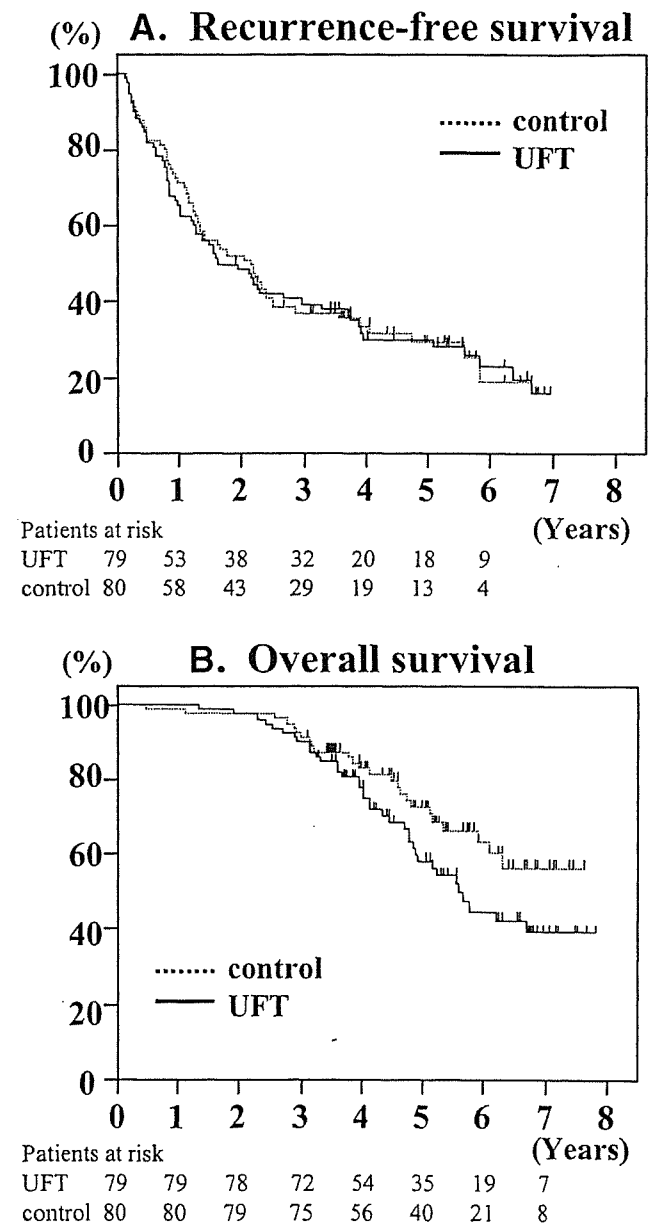 (%) A. Recurrence-free survival
100
80
60
40
20
0
control
UFT
0 1 2 3 4 5 6 7 8
(Years)
Patients at risk
UFT 79 53 38 32 20 18 9
control 80 58 43 29 19 13 4
(%) B. Overall survival
100
80
60
40
20
0
control
UFT
0 1 2 3 4 5 6 7 8
(Years)
Patients at risk
UFT 79 79 78 72 54 35 19 7
control 80 80 79 75 56 40 21 8